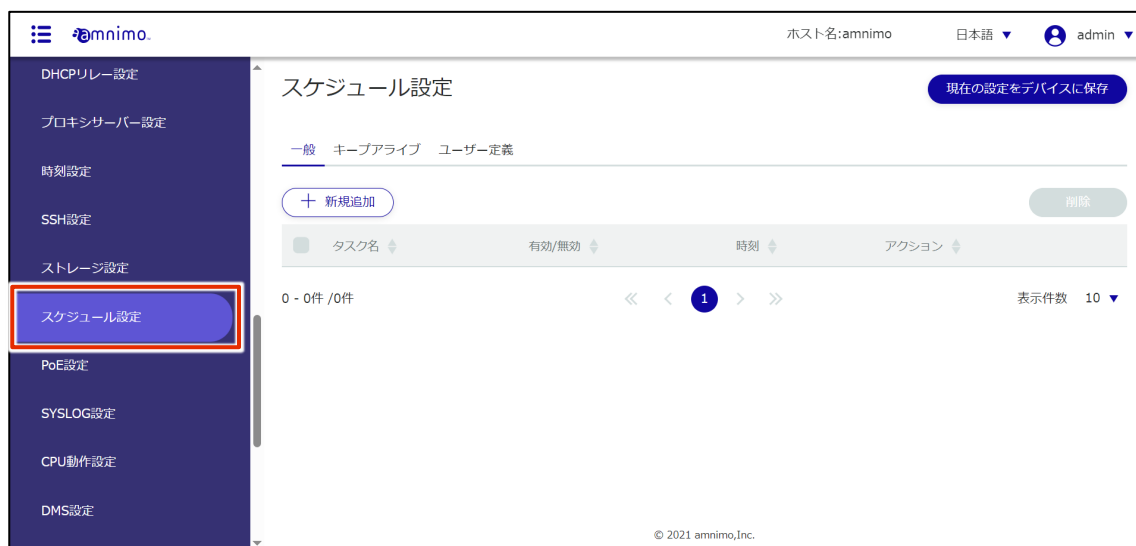 amnimo
ホスト名:amnimo
日本語 ▼
admin ▼
DHCPリレー設定
プロキシサーバー設定
時刻設定
SSH設定
ストレージ設定
スケジュール設定
PoE設定
SYSLOG設定
CPU動作設定
DMS設定
スケジュール設定
現在の設定をデバイスに保存
一般 キープアライブ ユーザー定義
＋ 新規追加
削除
タスク名 有効/無効 時刻 アクション
0 - 0件 /0件
≪ < 1 > ≫
表示件数 10 ▼
© 2021 amnimo,Inc.